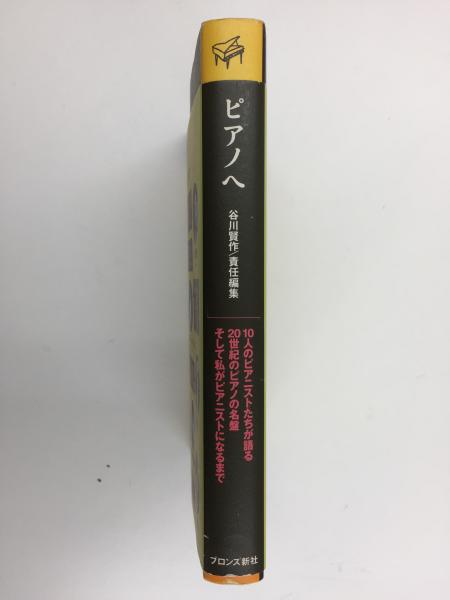 ピアノへ
谷川賢作/責任編集
10人のピアニストたちが語る
20世紀のピアノの名盤
そして私がピアニストになるまで
ブロンズ新社